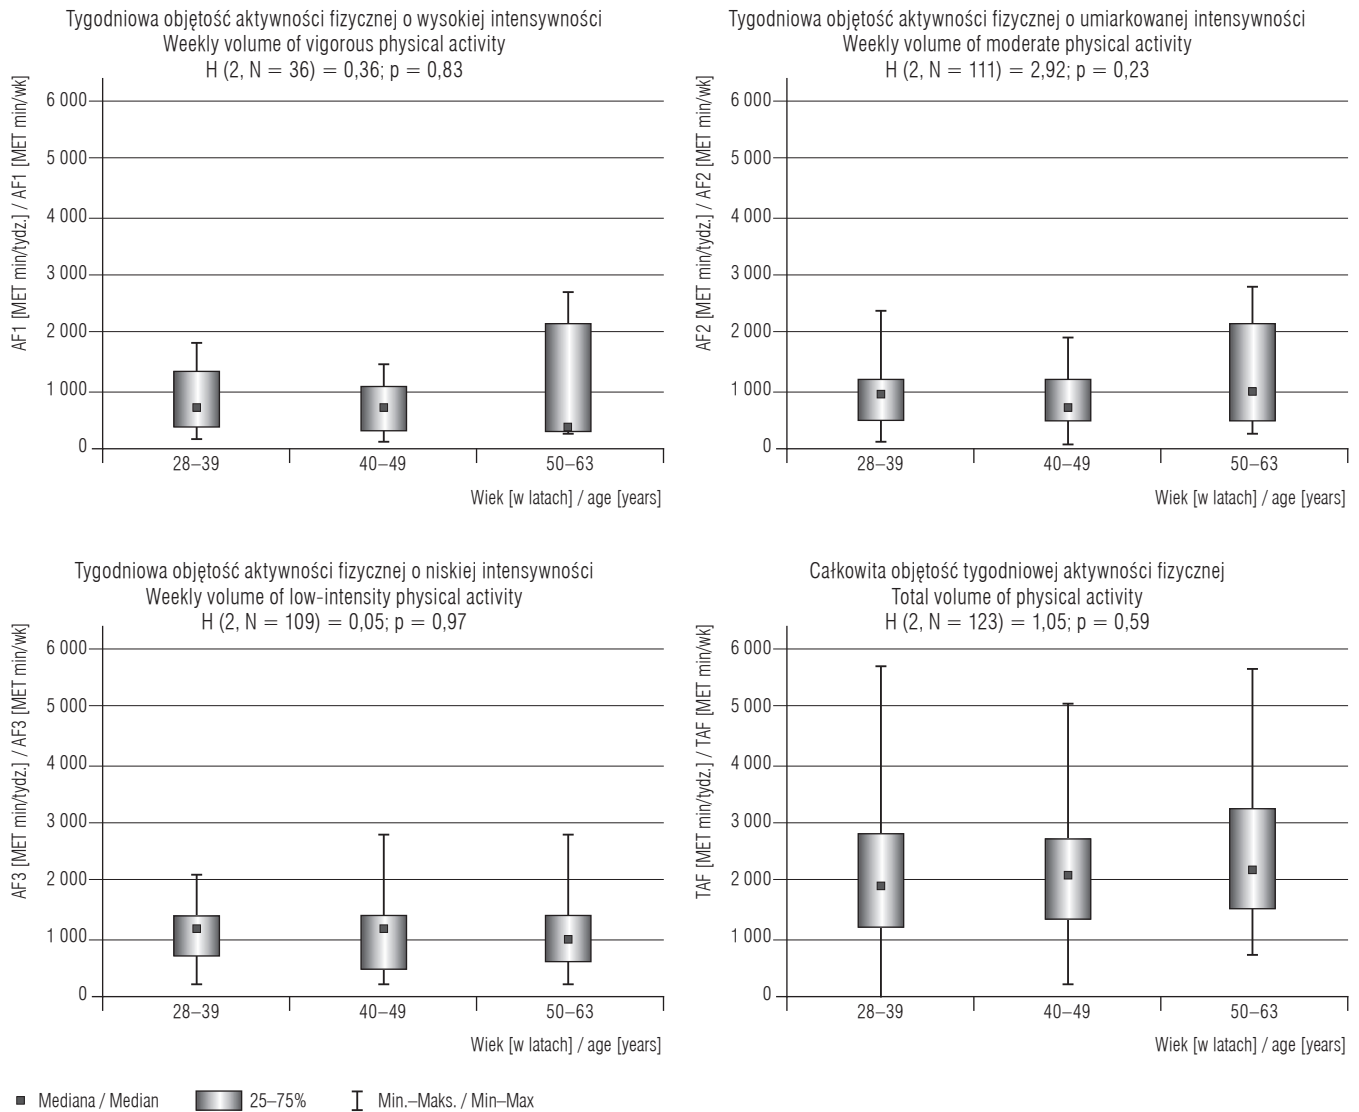 Tygodniowa objętość aktywności fizycznej o wysokiej intensywności
Weekly volume of vigorous physical activity
H (2, N = 36) = 0,36; p = 0,83
AF1 [MET min/tydz.] / AF1 [MET min/wk]
6 000
5 000
4 000
3 000
2 000
1 000
0
28–39
40–49
50–63
Wiek [w latach] / age [years]
Tygodniowa objętość aktywności fizycznej o umiarkowanej intensywności
Weekly volume of moderate physical activity
H (2, N = 111) = 2,92; p = 0,23
AF2 [MET min/tydz.] / AF2 [MET min/wk]
6 000
5 000
4 000
3 000
2 000
1 000
0
28–39
40–49
50–63
Wiek [w latach] / age [years]
Tygodniowa objętość aktywności fizycznej o niskiej intensywności
Weekly volume of low-intensity physical activity
H (2, N = 109) = 0,05; p = 0,97
AF3 [MET min/tydz.] / AF3 [MET min/wk]
6 000
5 000
4 000
3 000
2 000
1 000
0
28–39
40–49
50–63
Wiek [w latach] / age [years]
Całkowita objętość tygodniowej aktywności fizycznej
Total volume of physical activity
H (2, N = 123) = 1,05; p = 0,59
TAF [MET min/tydz.] / TAF [MET min/wk]
6 000
5 000
4 000
3 000
2 000
1 000
0
28–39
40–49
50–63
Wiek [w latach] / age [years]
Mediana / Median
25–75%
Min.–Maks. / Min–Max